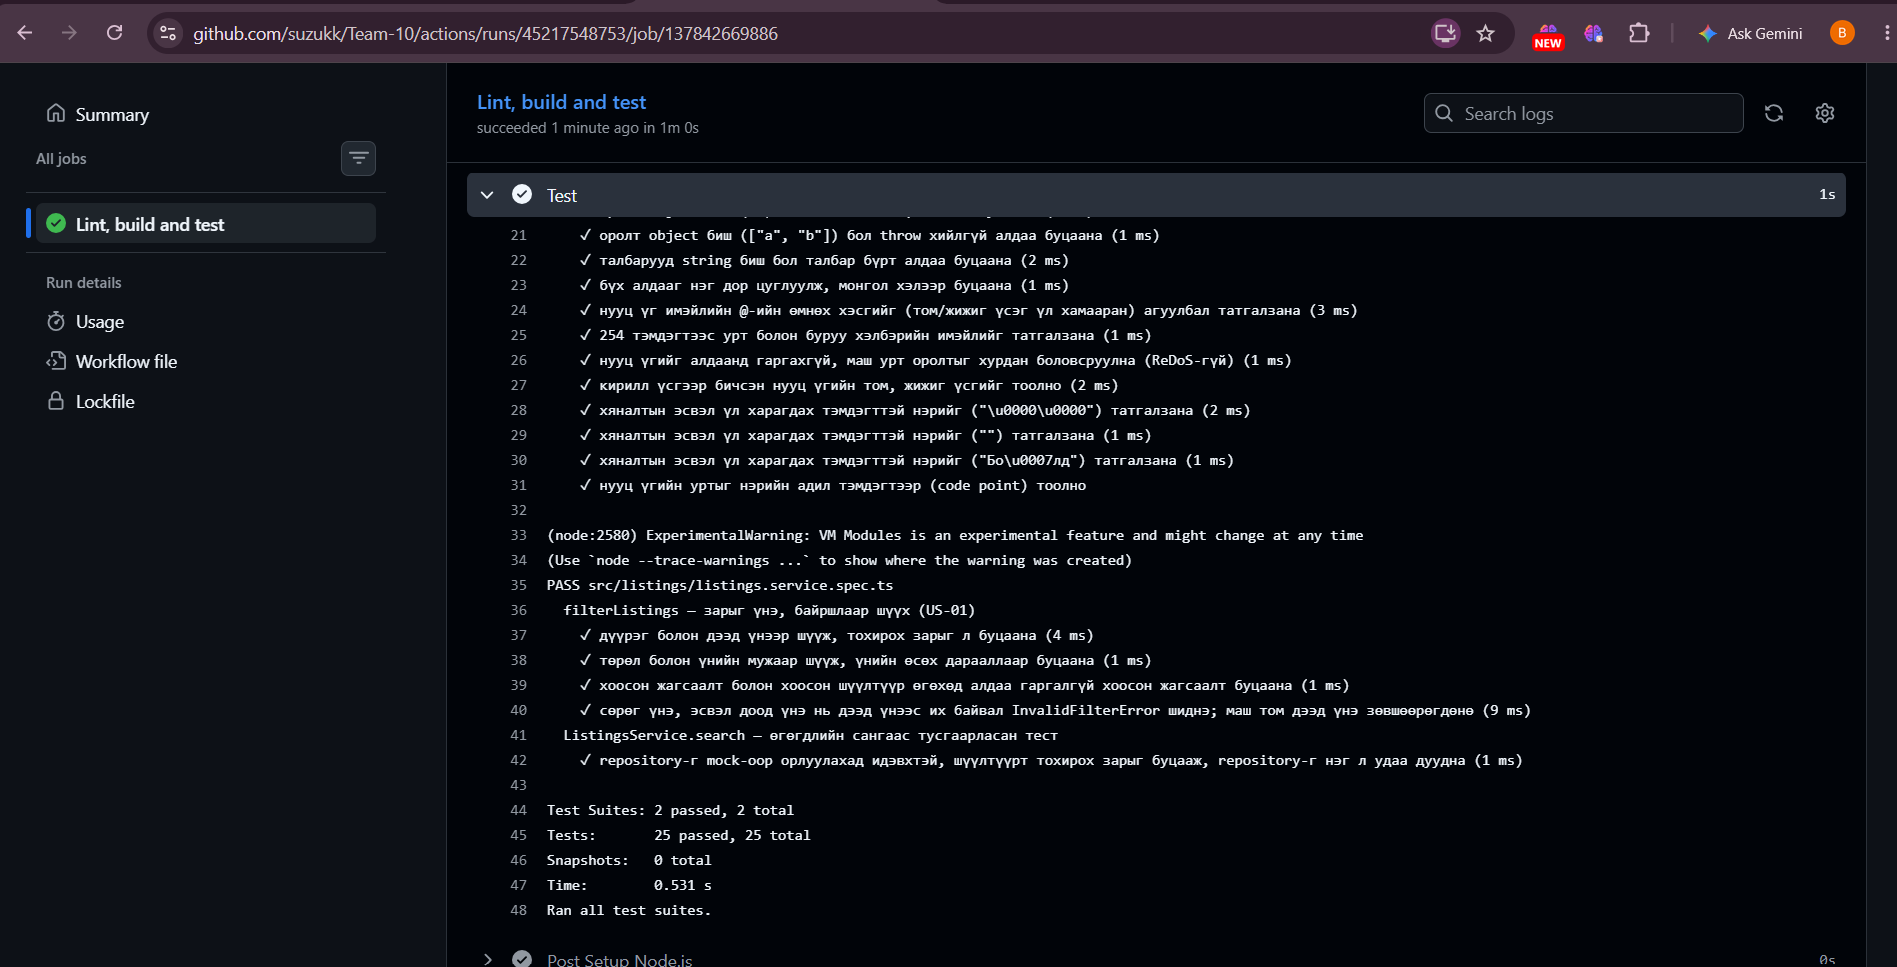 github.com/suzukk/Team-10/actions/runs/45217548753/job/137842669886
NEW
Ask Gemini
B
Summary
All jobs
Lint, build and test
Run details
Usage
Workflow file
Lockfile
Lint, build and test
succeeded 1 minute ago in 1m 0s
Search logs
Test 1s
21 ✓ оролт object биш (["a", "b"]) бол throw хийлгүй алдаа буцаана (1 ms)
22 ✓ талбарууд string биш бол талбар бүрт алдаа буцаана (2 ms)
23 ✓ бүх алдааг нэг дор цуглуулж, монгол хэлээр буцаана (1 ms)
24 ✓ нууц үг имэйлийн @-ийн өмнөх хэсгийг (том/жижиг үсэг үл хамааран) агуулбал татгалзана (3 ms)
25 ✓ 254 тэмдэгтээс урт болон буруу хэлбэрийн имэйлийг татгалзана (1 ms)
26 ✓ нууц үгийг алдаанд гаргахгүй, маш урт оролтыг хурдан боловсруулна (ReDoS-гүй) (1 ms)
27 ✓ кирилл үсгээр бичсэн нууц үгийн том, жижиг үсгийг тоолно (2 ms)
28 ✓ хяналтын эсвэл үл харагдах тэмдэгттэй нэрийг ("\u0000\u0000") татгалзана (2 ms)
29 ✓ хяналтын эсвэл үл харагдах тэмдэгттэй нэрийг ("") татгалзана (1 ms)
30 ✓ хяналтын эсвэл үл харагдах тэмдэгттэй нэрийг ("Бо\u0007лд") татгалзана (1 ms)
31 ✓ нууц үгийн уртыг нэрийн адил тэмдэгтээр (code point) тоолно
32
33 (node:2580) ExperimentalWarning: VM Modules is an experimental feature and might change at any time
34 (Use `node --trace-warnings ...` to show where the warning was created)
35 PASS src/listings/listings.service.spec.ts
36 filterListings — зарыг үнэ, байршлаар шүүх (US-01)
37 ✓ дүүрэг болон дээд үнээр шүүж, тохирох зарыг л буцаана (4 ms)
38 ✓ төрөл болон үнийн мужаар шүүж, үнийн өсөх дарааллаар буцаана (1 ms)
39 ✓ хоосон жагсаалт болон хоосон шүүлтүүр өгөхөд алдаа гаргалгүй хоосон жагсаалт буцаана (1 ms)
40 ✓ сөрөг үнэ, эсвэл доод үнэ нь дээд үнээс их байвал InvalidFilterError шиднэ; маш том дээд үнэ зөвшөөрөгдөнө (9 ms)
41 ListingsService.search — өгөгдлийн сангаас тусгаарласан тест
42 ✓ repository-г mock-оор орлуулахад идэвхтэй, шүүлтүүрт тохирох зарыг буцааж, repository-г нэг л удаа дуудна (1 ms)
43
44 Test Suites: 2 passed, 2 total
45 Tests: 25 passed, 25 total
46 Snapshots: 0 total
47 Time: 0.531 s
48 Ran all test suites.
Post Setup Node.js 0s